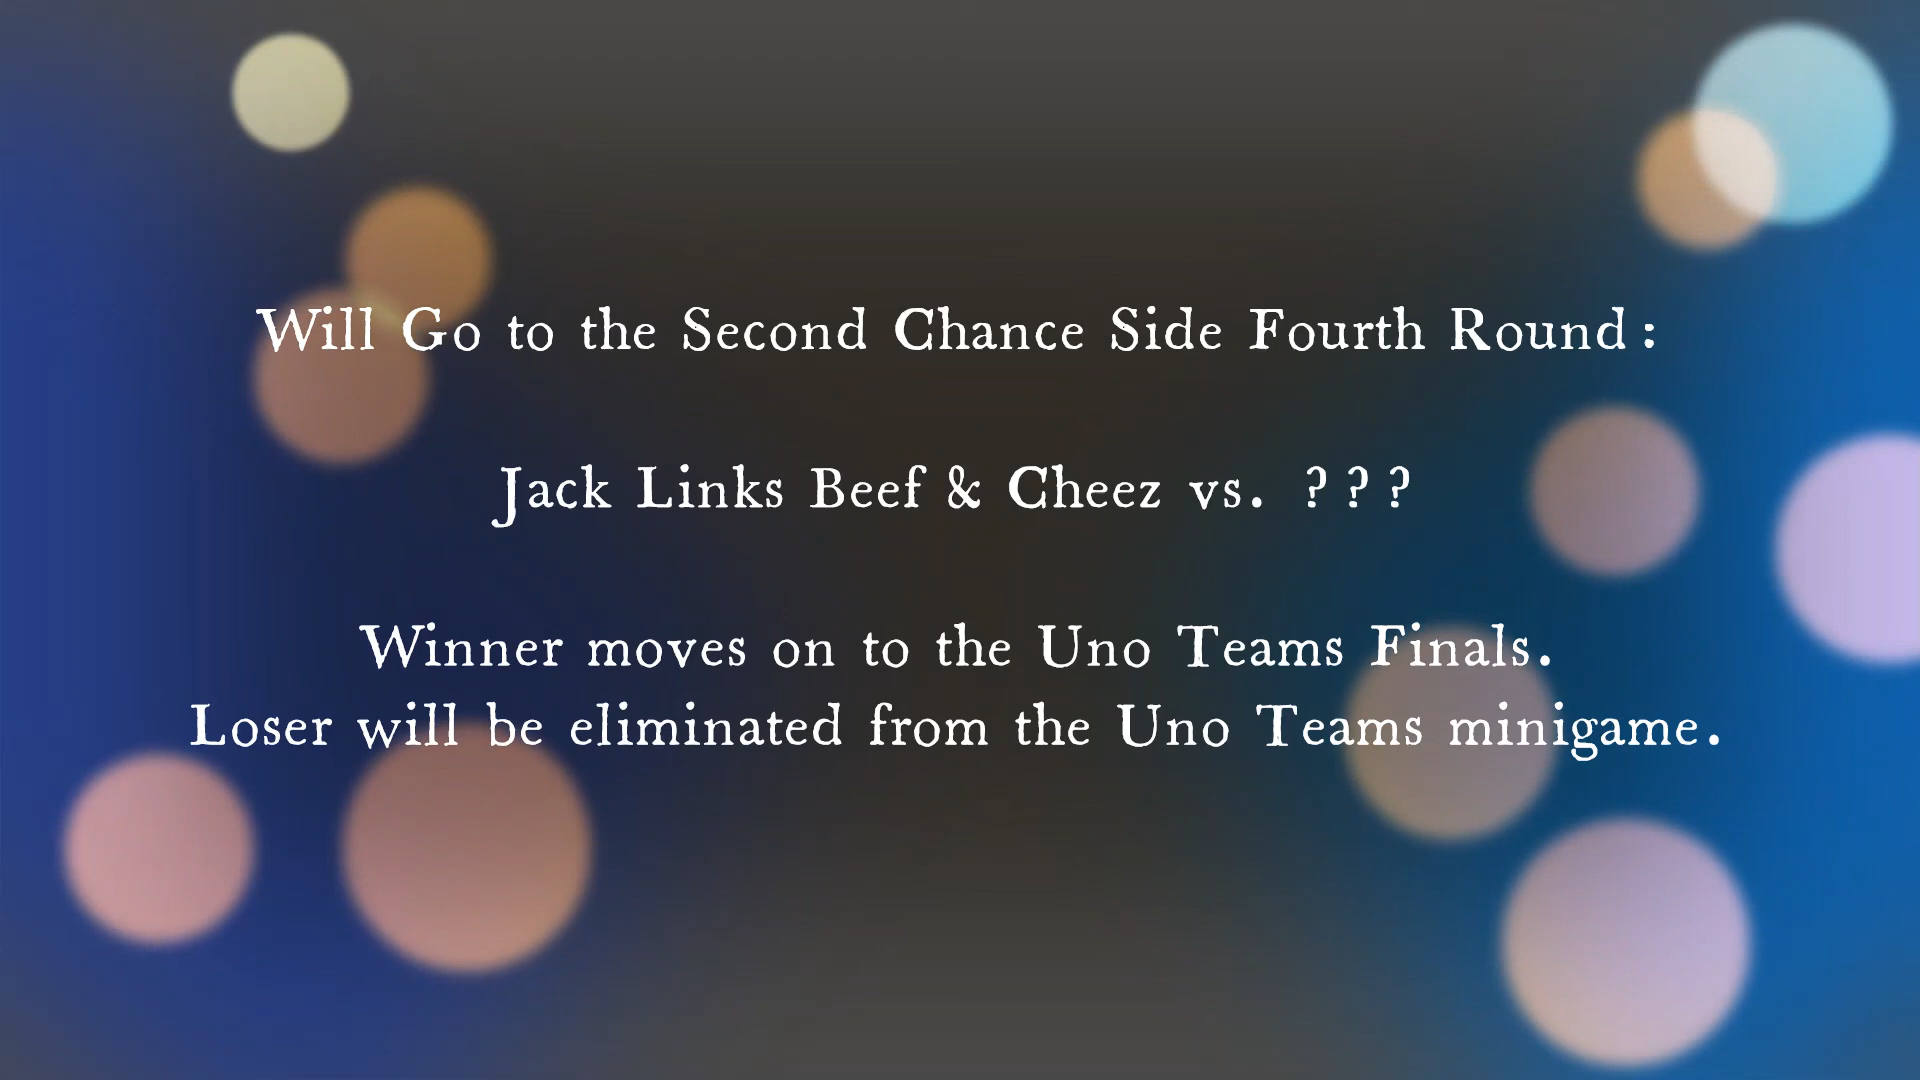 Will Go to the Second Chance Side Fourth Round:
Jack Links Beef & Cheez vs. ???
Winner moves on to the Uno Teams Finals.
Loser will be eliminated from the Uno Teams minigame.